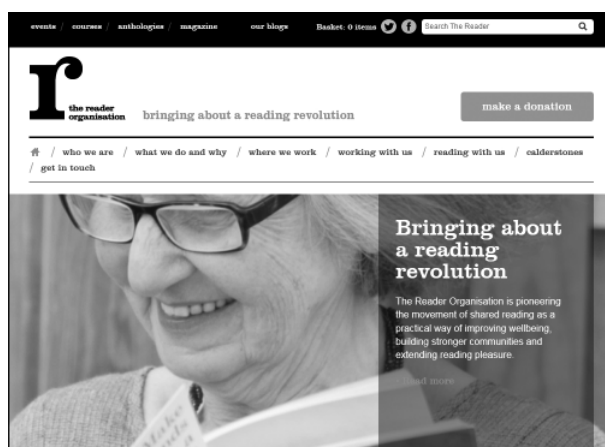 events / courses / anthologies / magazine our blogs Basket: 0 items Search The Reader
r
the reader
organisation
bringing about a reading revolution
make a donation
/ who we are / what we do and why / where we work / working with us / reading with us / calderstones
/ get in touch
Bringing about
a reading
revolution
The Reader Organisation is pioneering
the movement of shared reading as a
practical way of improving wellbeing,
building stronger communities and
extending reading pleasure.
Read more